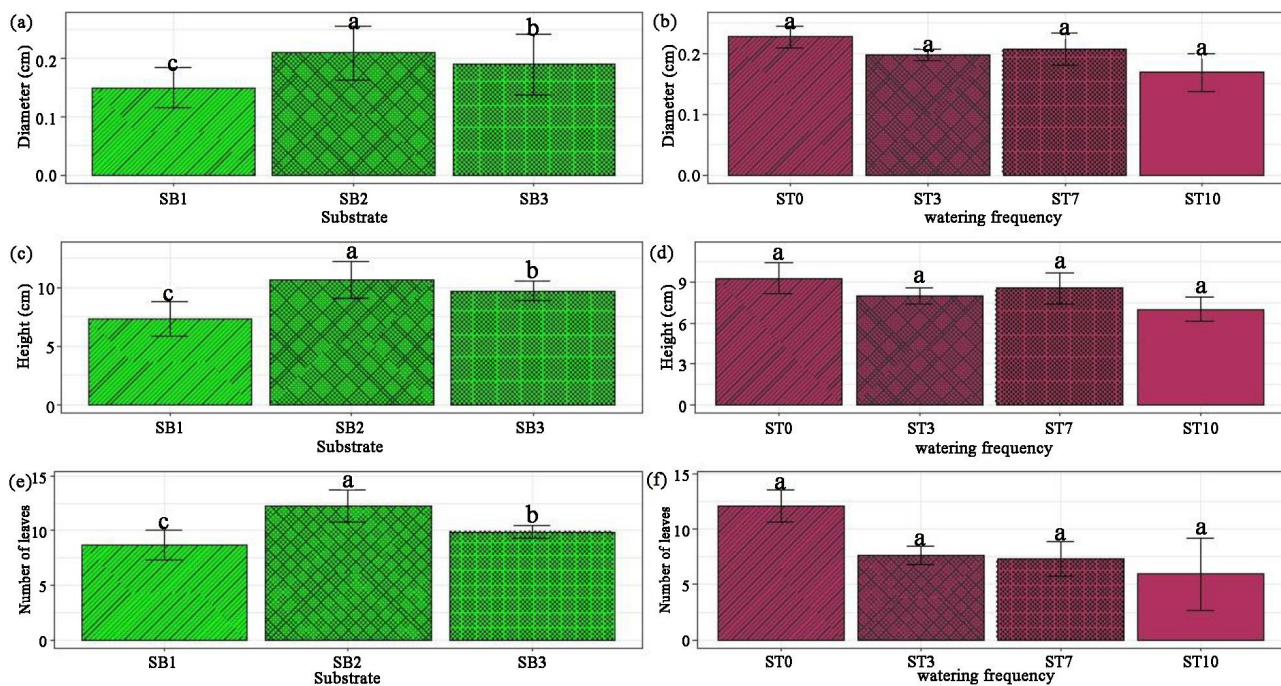 (a)
Diameter (cm)
0.2
0.1
0.0
c
a
b
SB1
SB2
SB3
Substrate
(b)
Diameter (cm)
0.2
0.1
0.0
a
a
a
a
ST0
ST3
ST7
ST10
watering frequency
(c)
Height (cm)
10
5
0
c
a
b
SB1
SB2
SB3
Substrate
(d)
Height (cm)
9
6
3
0
a
a
a
a
ST0
ST3
ST7
ST10
watering frequency
(e)
Number of leaves
15
10
5
0
c
a
b
SB1
SB2
SB3
Substrate
(f)
Number of leaves
15
10
5
0
a
a
a
a
ST0
ST3
ST7
ST10
watering frequency